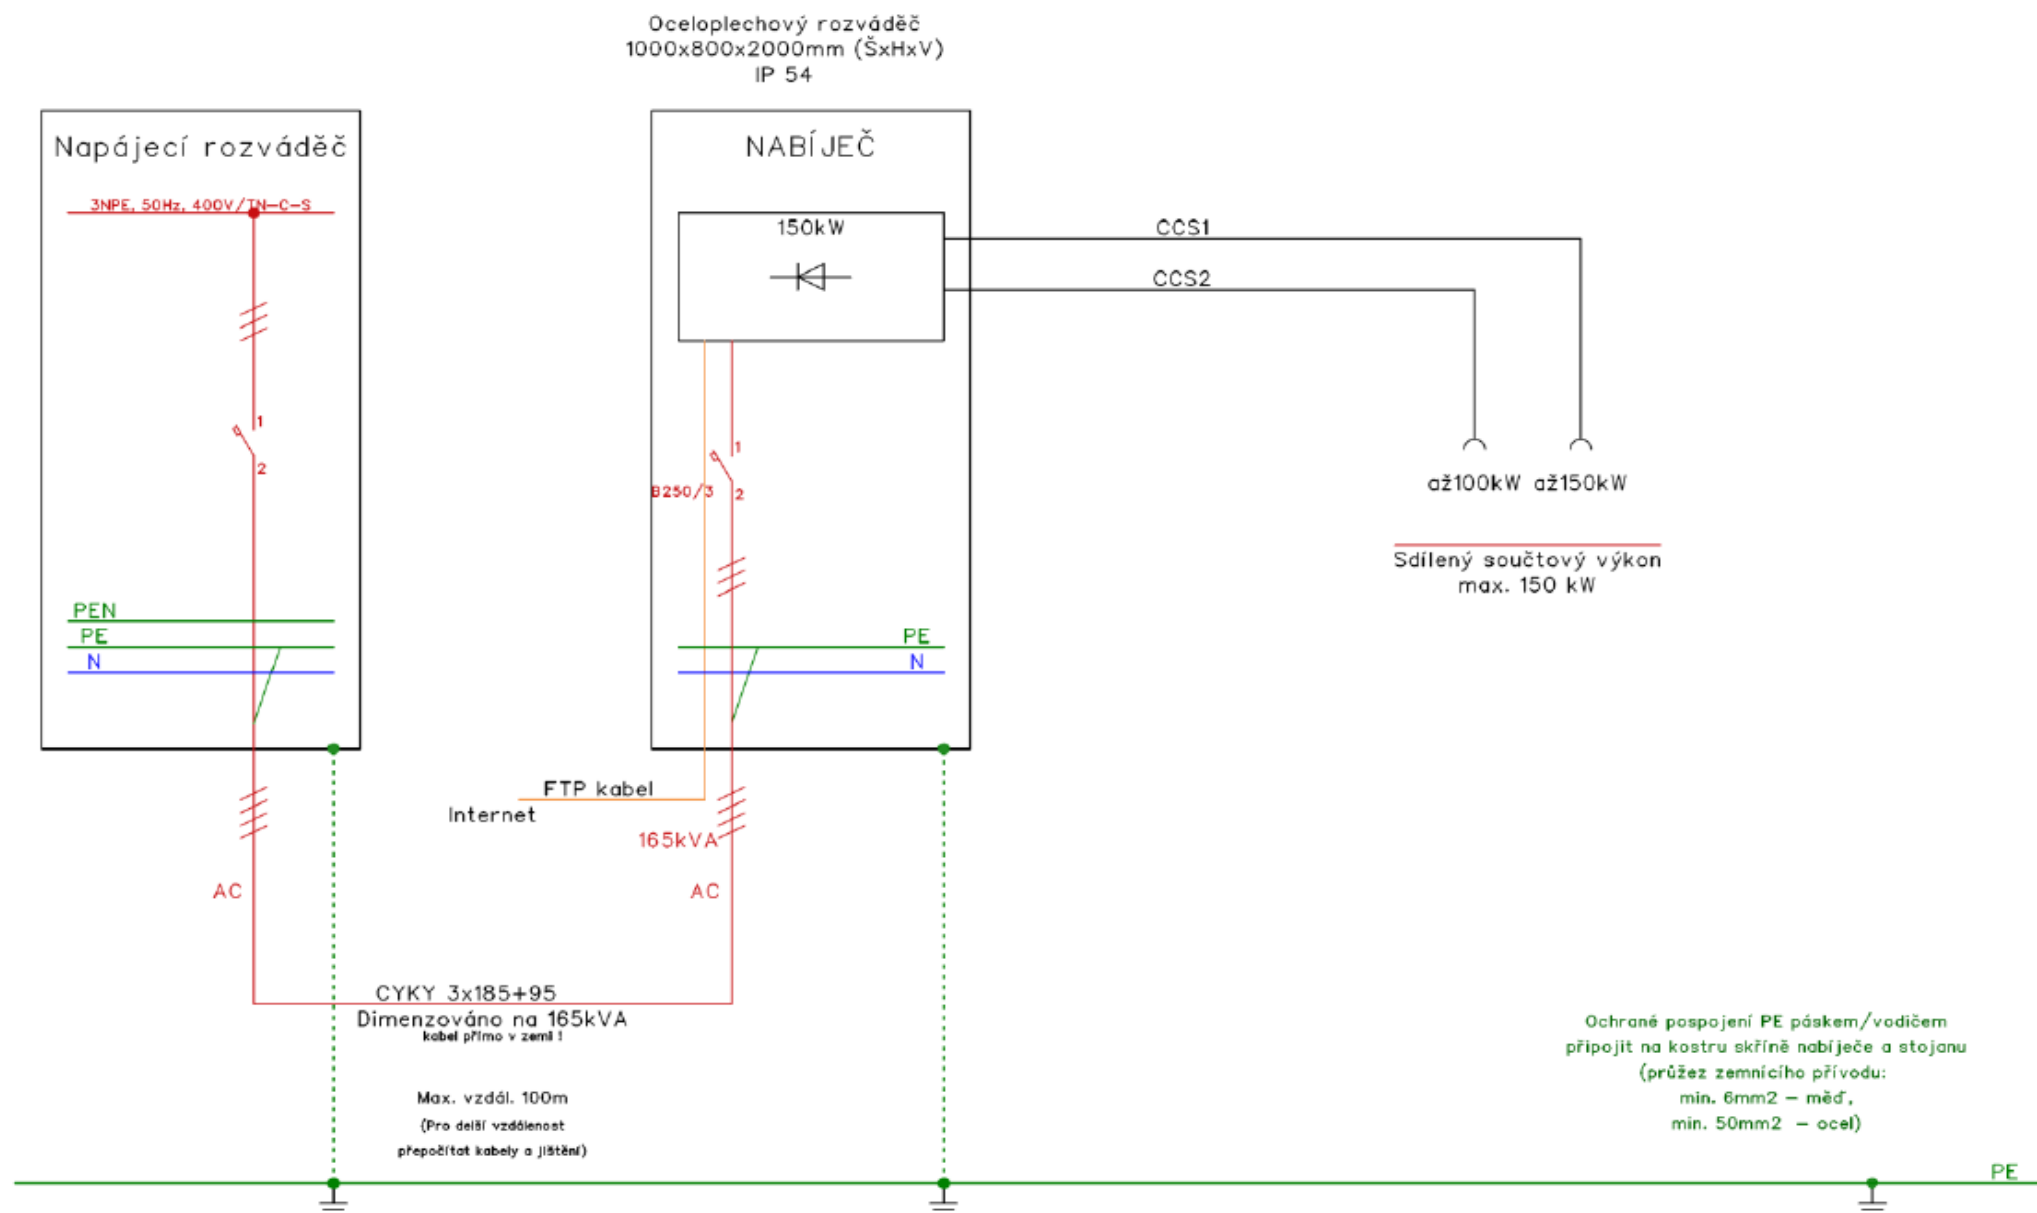 Oceloplechový rozváděč
1000x800x2000mm (ŠxHxV)
IP 54
Napájecí rozváděč
3NPE, 50Hz, 400V/TN-C-S
1
2
PEN
PE
N
AC
NABÍJEČ
150kW
1
B250/3
2
PE
N
FTP kabel
Internet
165kVA
AC
CCS1
CCS2
až100kW až150kW
Sdílený součtový výkon
max. 150 kW
CYKY 3x185+95
Dimenzováno na 165kVA
kabel přímo v zemi !
Max. vzdál. 100m
(Pro delší vzdálenost
přepočítat kabely a jištění)
Ochrané pospojení PE páskem/vodičem
připojit na kostru skříně nabíječe a stojanu
(průžez zemnícího přívodu:
min. 6mm2 – měď,
min. 50mm2 – ocel)
PE